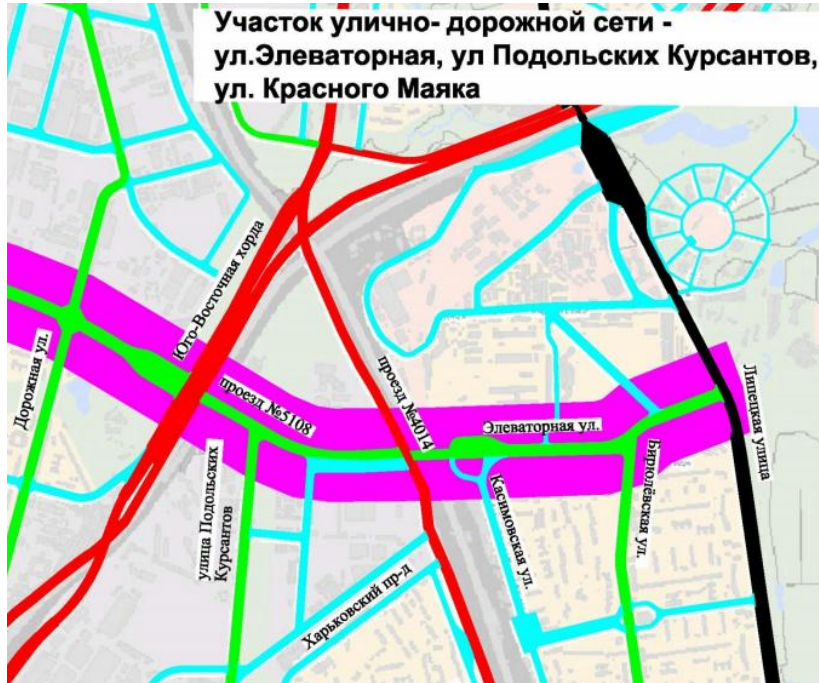 Участок улично- дорожной сети -
ул.Элеваторная, ул Подольских Курсантов,
ул. Красного Маяка
Юго-Восточная хорда
Дорожная ул.
проезд №5108
проезд №4014
Липецкая улица
Элеваторная ул.
Бирюлёвская ул.
улица Подольских
Курсантов
Касимовская ул.
Харьковский пр-д